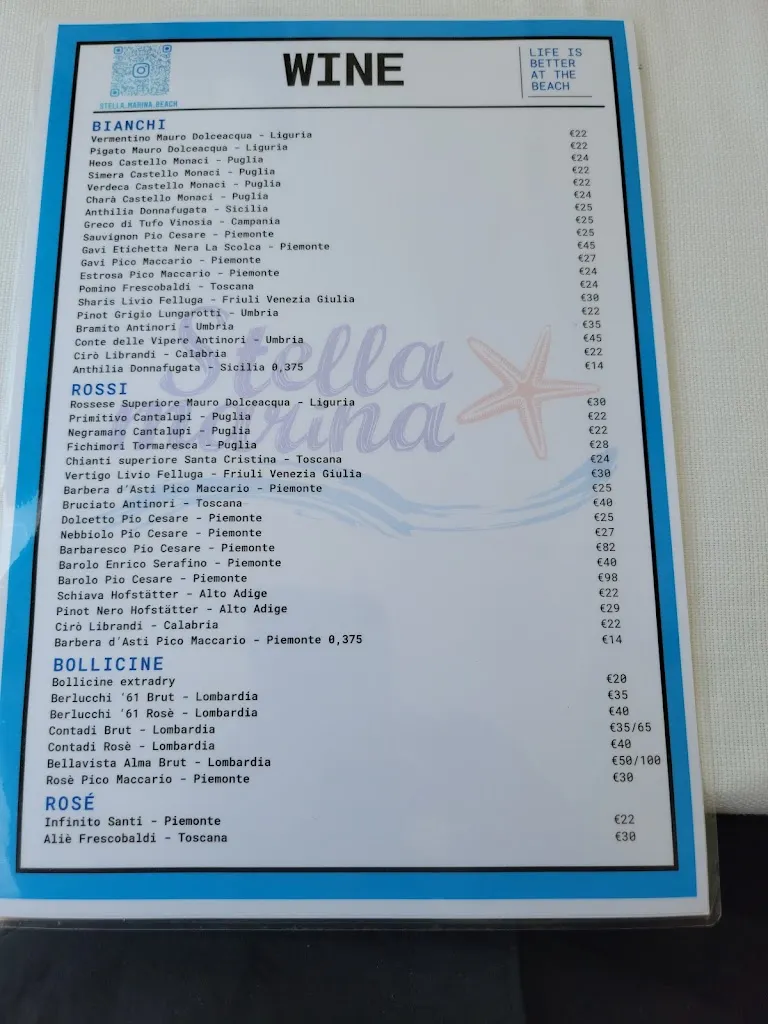 STELLA_MARINA_BEACH
WINE
LIFE IS
BETTER
AT THE
BEACH
BIANCHI
Vermentino Mauro Dolceacqua - Liguria €22
Pigato Mauro Dolceacqua - Liguria €22
Heos Castello Monaci - Puglia €24
Simera Castello Monaci - Puglia €22
Verdeca Castello Monaci - Puglia €22
Charà Castello Monaci - Puglia €24
Anthilia Donnafugata - Sicilia €25
Greco di Tufo Vinosia - Campania €25
Sauvignon Pio Cesare - Piemonte €25
Gavi Etichetta Nera La Scolca - Piemonte €45
Gavi Pico Maccario - Piemonte €27
Estrosa Pico Maccario - Piemonte €24
Pomino Frescobaldi - Toscana €24
Sharis Livio Felluga - Friuli Venezia Giulia €30
Pinot Grigio Lungarotti - Umbria €22
Bramito Antinori - Umbria €35
Conte delle Vipere Antinori - Umbria €45
Cirò Librandi - Calabria €22
Anthilia Donnafugata - Sicilia 0,375 €14
Stella
Marina
ROSSI
Rossese Superiore Mauro Dolceacqua - Liguria €30
Primitivo Cantalupi - Puglia €22
Negramaro Cantalupi - Puglia €22
Fichimori Tormaresca - Puglia €28
Chianti superiore Santa Cristina - Toscana €24
Vertigo Livio Felluga - Friuli Venezia Giulia €30
Barbera d'Asti Pico Maccario - Piemonte €25
Bruciato Antinori - Toscana €40
Dolcetto Pio Cesare - Piemonte €25
Nebbiolo Pio Cesare - Piemonte €27
Barbaresco Pio Cesare - Piemonte €82
Barolo Enrico Serafino - Piemonte €40
Barolo Pio Cesare - Piemonte €98
Schiava Hofstätter - Alto Adige €22
Pinot Nero Hofstätter - Alto Adige €29
Cirò Librandi - Calabria €22
Barbera d'Asti Pico Maccario - Piemonte 0,375 €14
BOLLICINE
Bollicine extradry €20
Berlucchi '61 Brut - Lombardia €35
Berlucchi '61 Rosè - Lombardia €40
Contadi Brut - Lombardia €35/65
Contadi Rosè - Lombardia €40
Bellavista Alma Brut - Lombardia €50/100
Rosè Pico Maccario - Piemonte €30
ROSÉ
Infinito Santi - Piemonte €22
Aliè Frescobaldi - Toscana €30